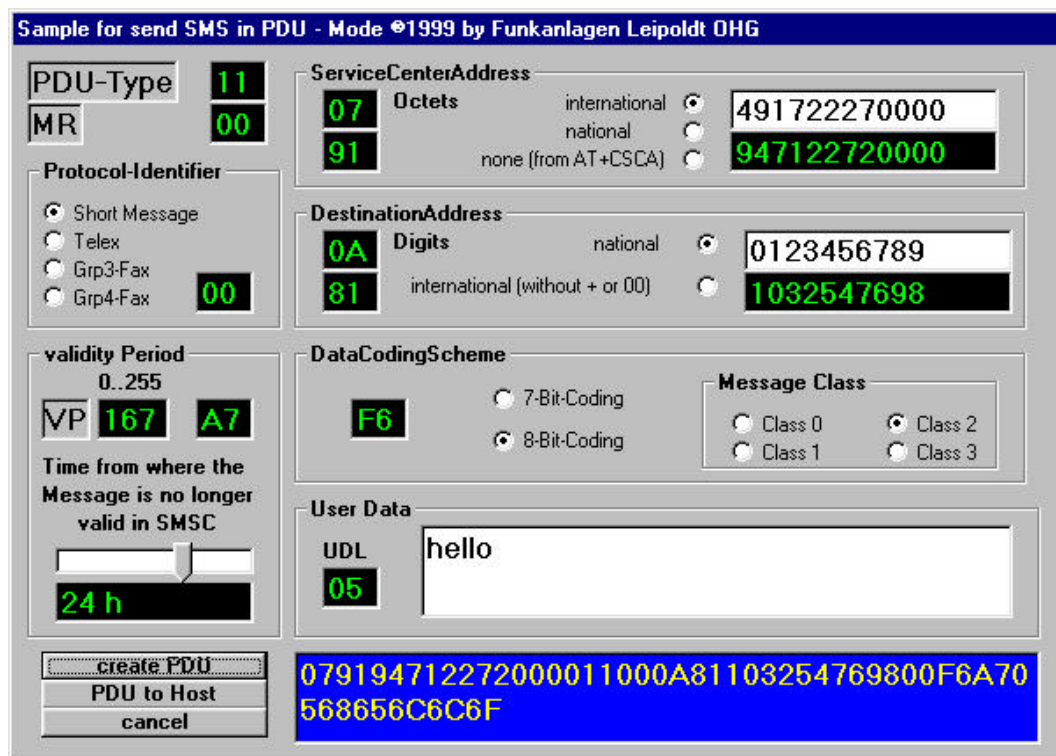 Sample for send SMS in PDU - Mode ©1999 by Funkanlagen Leipoldt OHG
PDU-Type 11
MR 00
Protocol-Identifier
Short Message
Telex
Grp3-Fax
Grp4-Fax 00
validity Period
0..255
VP 167 A7
Time from where the
Message is no longer
valid in SMSC
24 h
create PDU
PDU to Host
cancel
ServiceCenterAddress
07 Octets international 491722270000
national
91 none (from AT+CSCA) 947122720000
DestinationAddress
0A Digits national 0123456789
81 international (without + or 00) 1032547698
DataCodingScheme
F6
7-Bit-Coding
8-Bit-Coding
Message Class
Class 0 Class 2
Class 1 Class 3
User Data
UDL hello
05
07919471227200001100​0A81103254769800F6A70
568656C6C6F